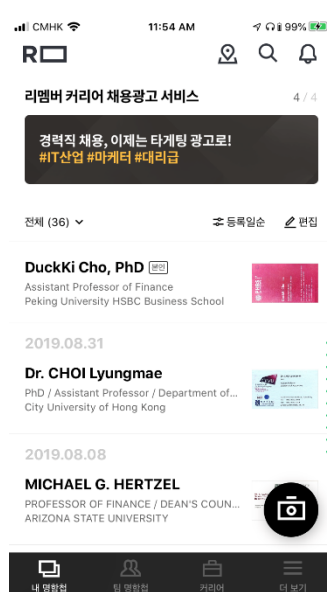 CMHK 11:54 AM 99%
R
리멤버 커리어 채용광고 서비스 4 / 4
경력직 채용, 이제는 타게팅 광고로!
#IT산업 #마케터 #대리급
전체 (36) 등록일순 편집
DuckKi Cho, PhD 본인
Assistant Professor of Finance
Peking University HSBC Business School
2019.08.31
Dr. CHOI Lyungmae
PhD / Assistant Professor / Department of...
City University of Hong Kong
2019.08.08
MICHAEL G. HERTZEL
PROFESSOR OF FINANCE / DEAN'S COUN...
ARIZONA STATE UNIVERSITY
내 명함첩 팀 명함첩 커리어 더 보기